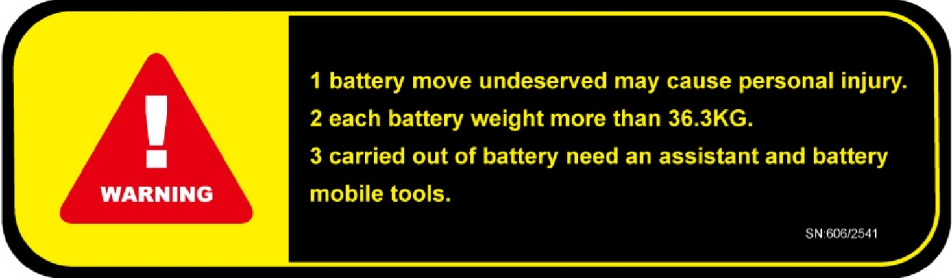 !
WARNING
1 battery move undeserved may cause personal injury.
2 each battery weight more than 36.3KG.
3 carried out of battery need an assistant and battery
mobile tools.
SN:606/2541